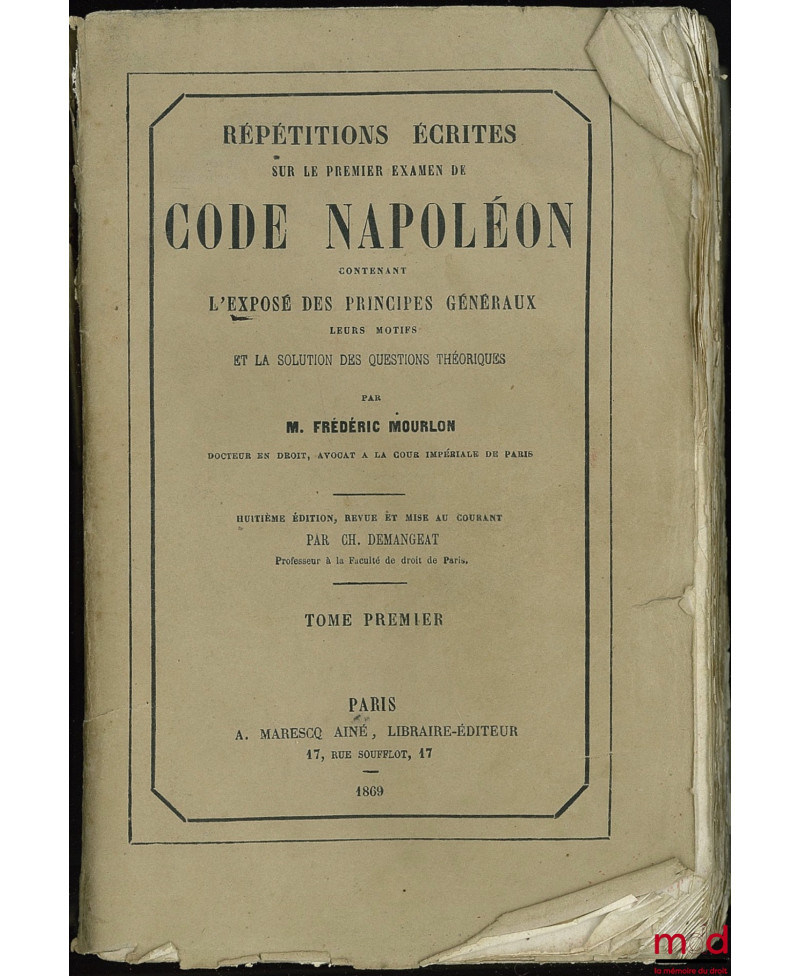 RÉPÉTITIONS ÉCRITES
SUR LE PREMIER EXAMEN DE
CODE NAPOLÉON
CONTENANT
L'EXPOSÉ DES PRINCIPES GÉNÉRAUX
LEURS MOTIFS
ET LA SOLUTION DES QUESTIONS THÉORIQUES
PAR
M. FRÉDÉRIC MOURLON
DOCTEUR EN DROIT, AVOCAT A LA COUR IMPÉRIALE DE PARIS
HUITIÈME ÉDITION, REVUE ET MISE AU COURANT
PAR CH. DEMANGEAT
Professeur à la Faculté de droit de Paris.
TOME PREMIER
PARIS
A. MARESCQ AINÉ, LIBRAIRE-ÉDITEUR
17, RUE SOUFFLOT, 17
1869
mdd
la mémoire du droit